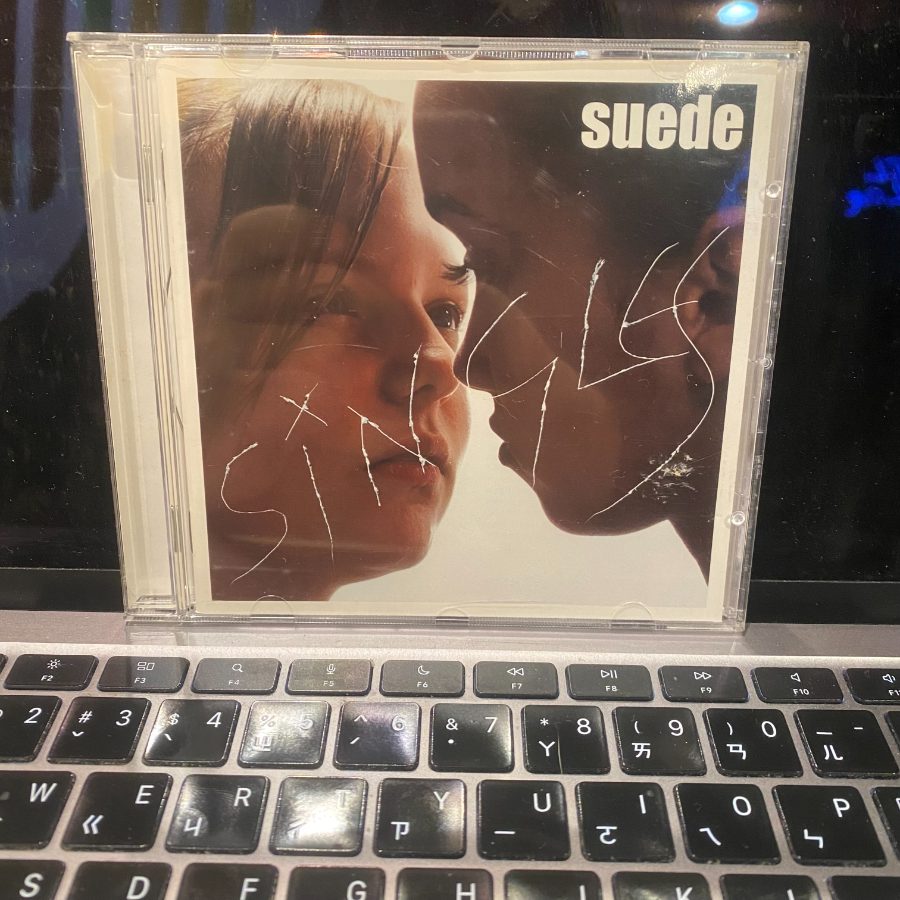 suede
SINGLES
F2 F3 F4 F5 F6 F7 F8 F9 F10
2 # 3 ˇ $ 4 ˋ % 5 ㄓ ^ 6 ˊ & 7 ˙ * 8 ㄚ ( 9 ㄞ ) 0 ㄢ — - ㄦ
W E ㄍ R ㄐ T Y ㄗ U ㄧ I ㄛ O ㄟ P ㄣ
S D F G H J K L